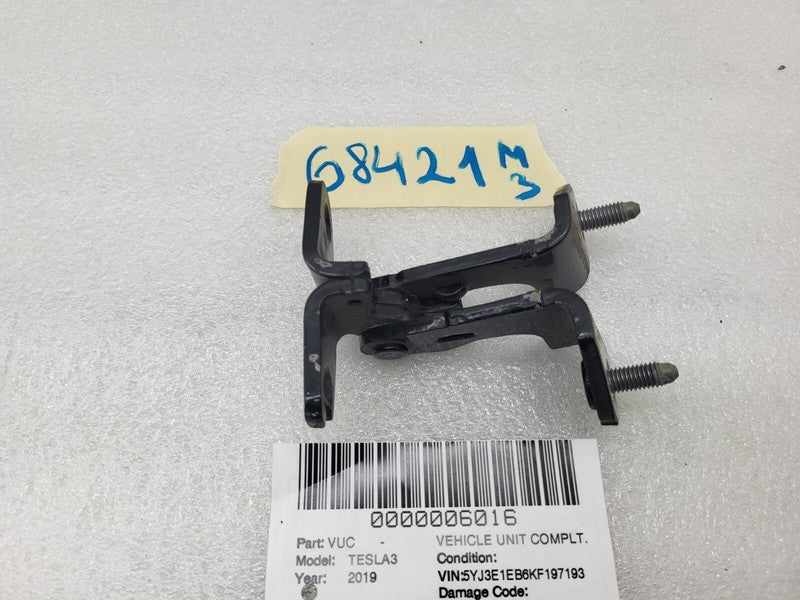 68421 M
3
0000006016
Part: VUC - VEHICLE UNIT COMPLT.
Model: TESLA3 Condition:
Year: 2019 VIN:5YJ3E1EB6KF197193
Damage Code: